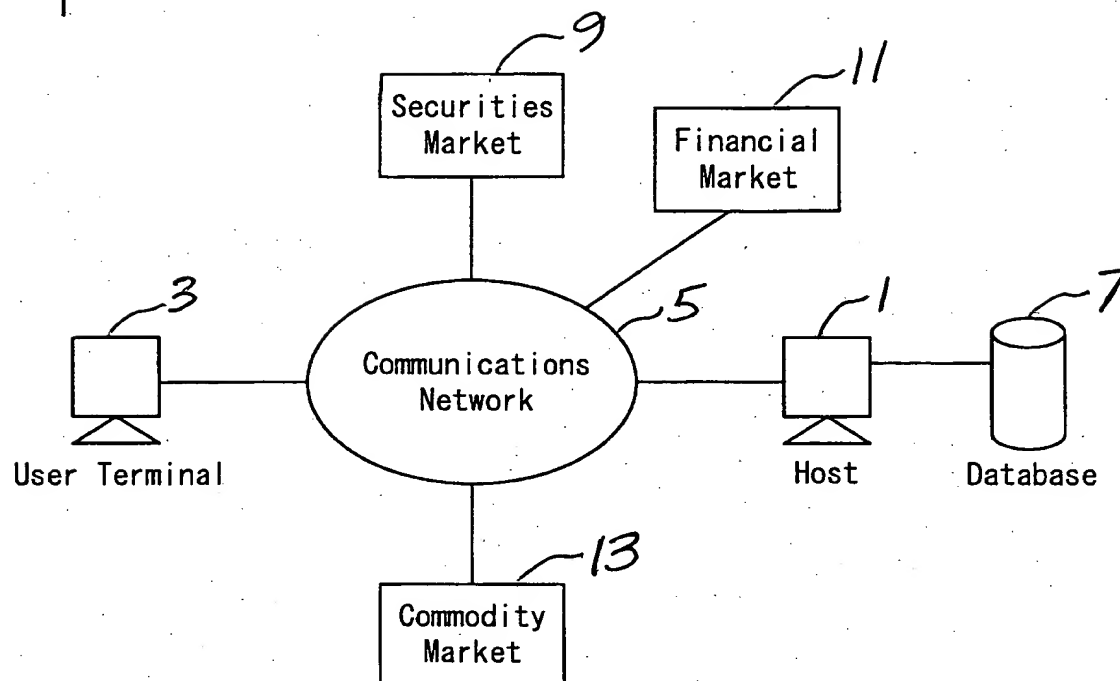 9
Securities
Market
11
Financial
Market
3
User Terminal
5
Communications
Network
1
Host
7
Database
13
Commodity
Market